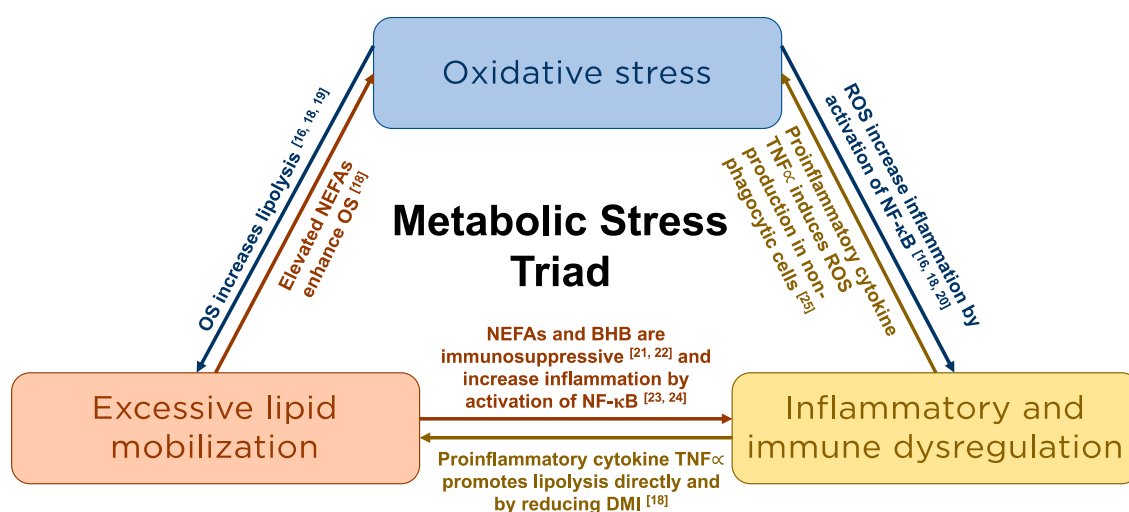 Oxidative stress
OS increases lipolysis [16, 18, 19]
Elevated NEFAs
enhance OS [18]
Metabolic Stress
Triad
Proinflammatory cytokine
TNF∝ induces ROS
production in non-
phagocytic cells [25]
ROS increase inflammation by
activation of NF-κB [16, 18, 20]
NEFAs and BHB are
immunosuppressive [21, 22] and
increase inflammation by
activation of NF-κB [23, 24]
Excessive lipid
mobilization
Inflammatory and
immune dysregulation
Proinflammatory cytokine TNF∝
promotes lipolysis directly and
by reducing DMI [18]